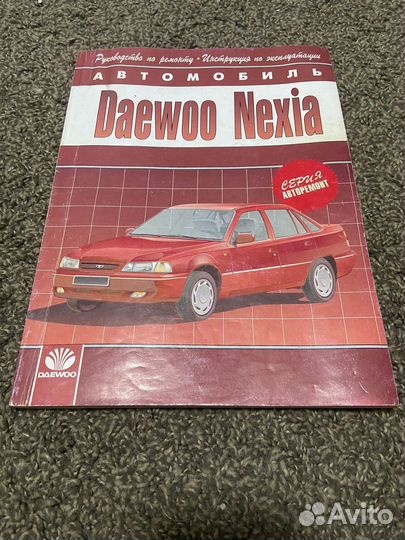 Руководство по ремонту • Инструкция по эксплуатации
АВТОМОБИЛЬ
Daewoo Nexia
СЕРИЯ
АВТОРЕМОНТ
DAEWOO
Avito